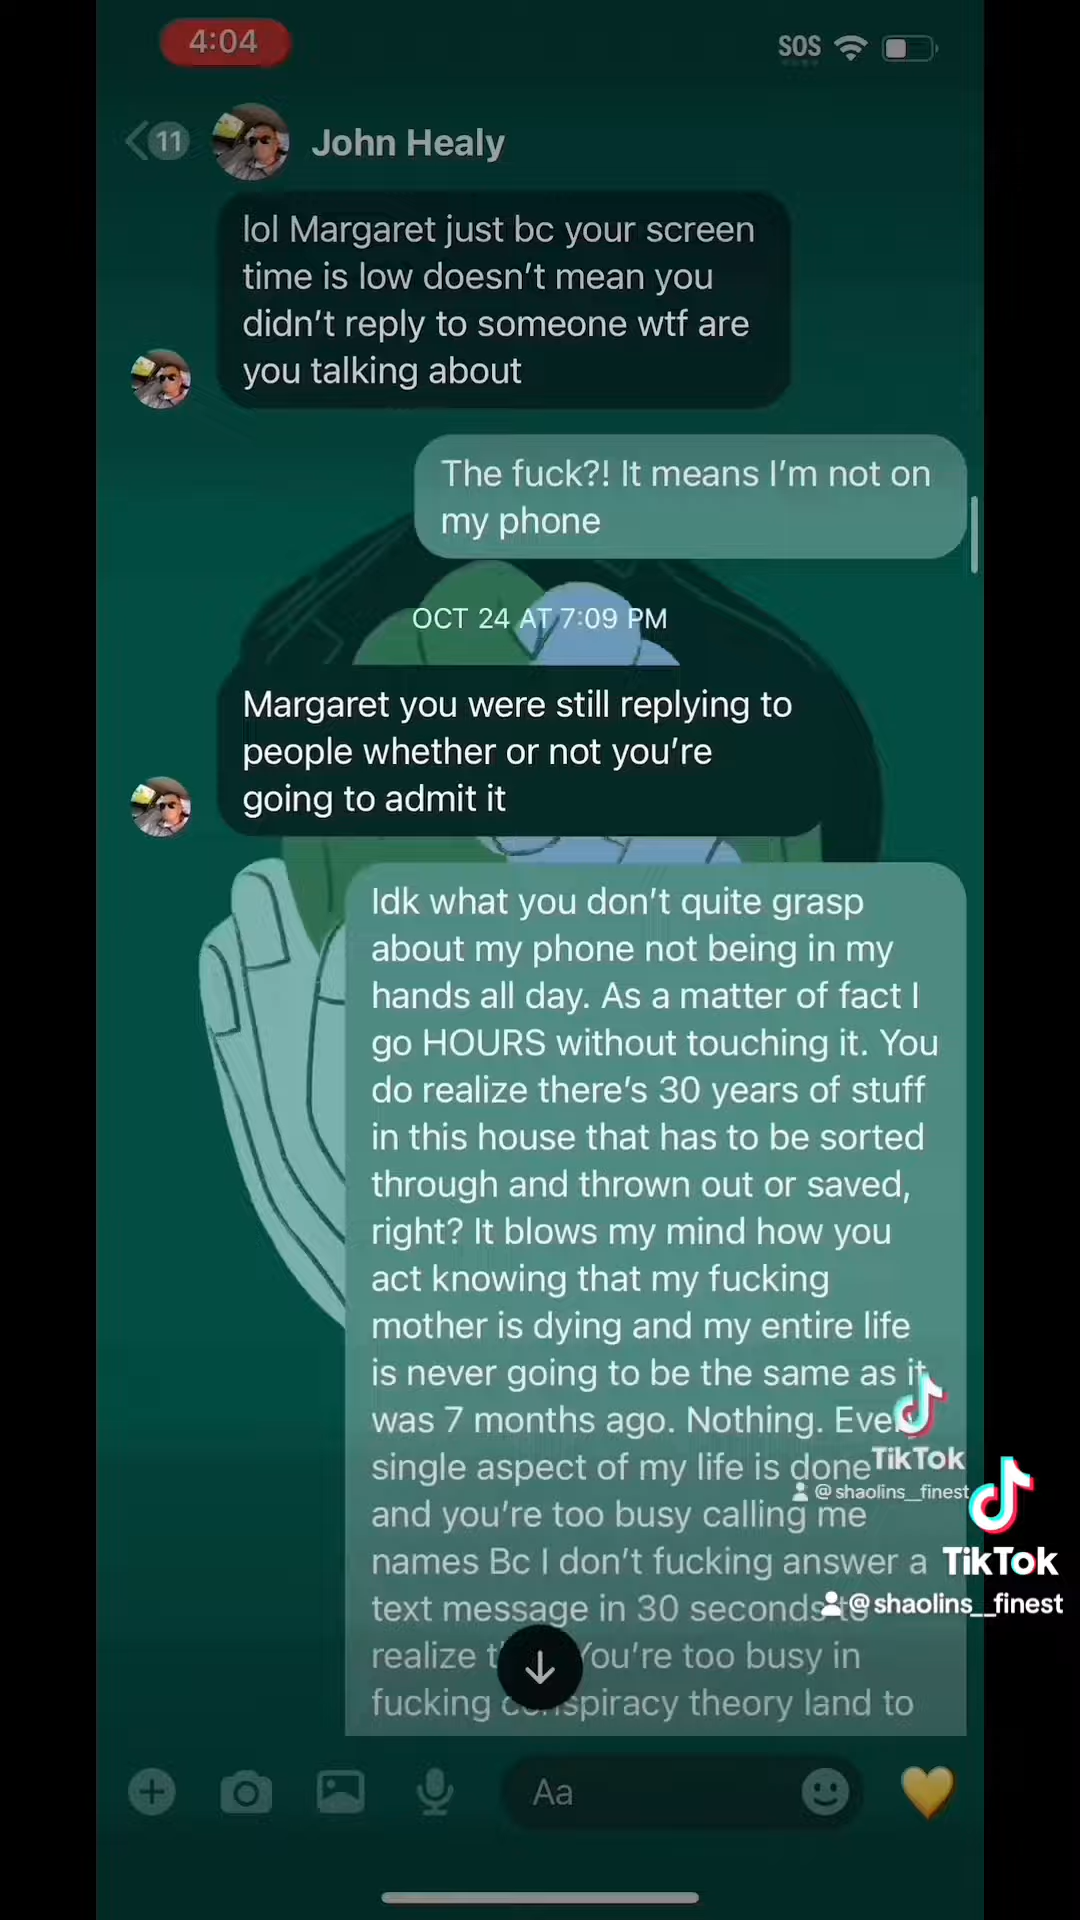 4:04
SOS
11
John Healy
lol Margaret just bc your screen
time is low doesn't mean you
didn't reply to someone wtf are
you talking about
The fuck?! It means I'm not on
my phone
OCT 24 AT 7:09 PM
Margaret you were still replying to
people whether or not you're
going to admit it
Idk what you don't quite grasp
about my phone not being in my
hands all day. As a matter of fact I
go HOURS without touching it. You
do realize there's 30 years of stuff
in this house that has to be sorted
through and thrown out or saved,
right? It blows my mind how you
act knowing that my fucking
mother is dying and my entire life
is never going to be the same as it
was 7 months ago. Nothing.
single aspect of my life is done
and you're too busy calling me
names Bc I don't fucking answer a
text message in 30 seconds to
realize You're too busy in
fucking conspiracy theory land to
TikTok
@shaolins__finest
TikTok
@shaolins__finest
Aa